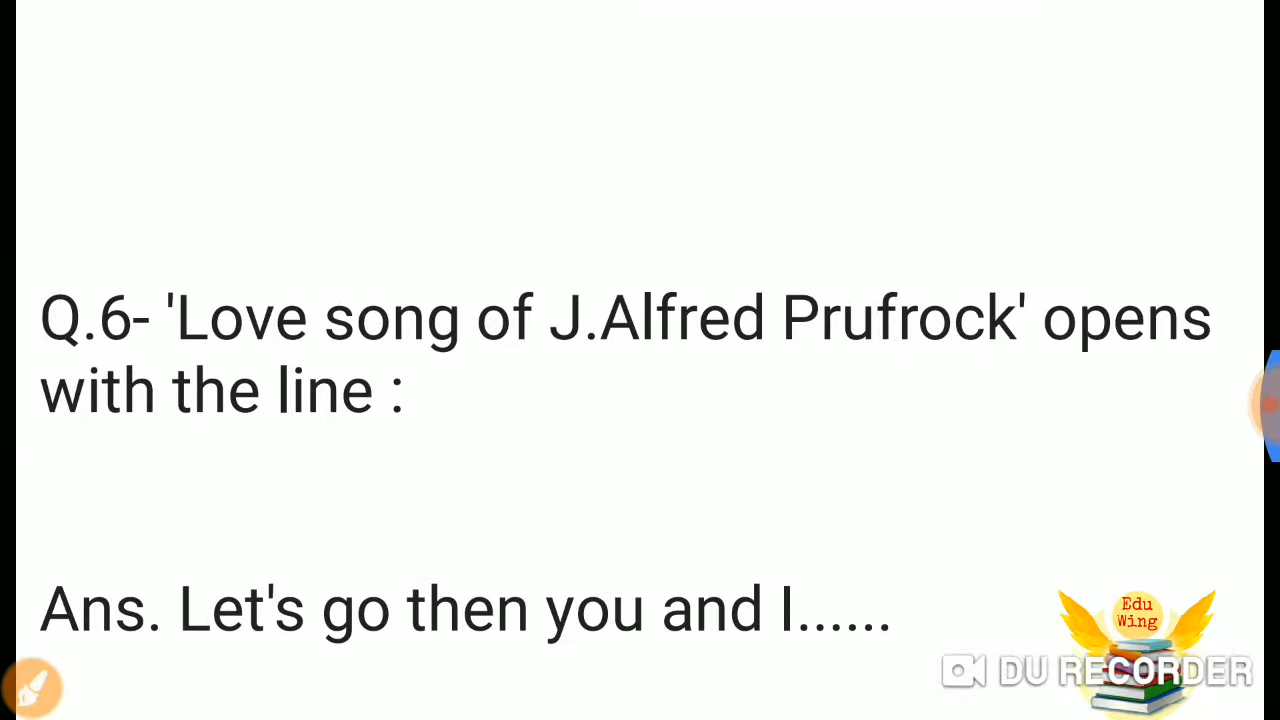 Q.6- 'Love song of J.Alfred Prufrock' opens
with the line :
Ans. Let's go then you and I......
Edu
Wing
DU RECORDER